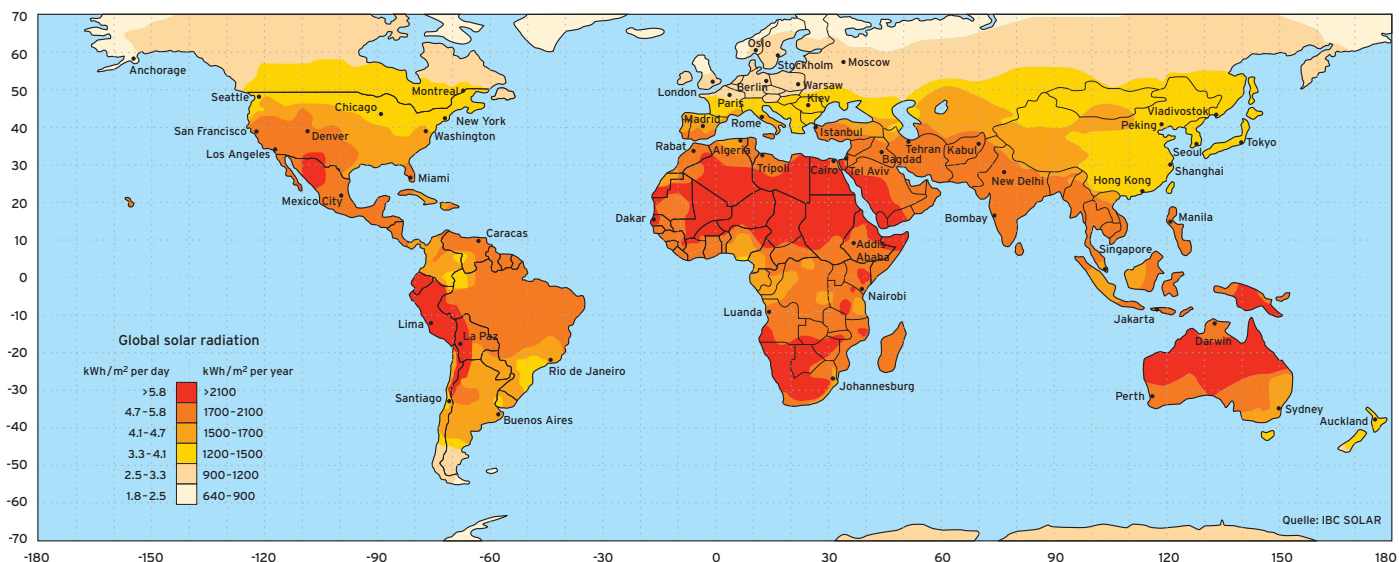 70
60
50
40
30
20
10
0
-10
-20
-30
-40
-50
-60
-70
-180
-150
-120
-90
-60
-30
0
30
60
90
120
150
180
Anchorage
Seattle
San Francisco
Los Angeles
Denver
Chicago
Montreal
New York
Washington
Miami
Mexico City
Caracas
Lima
La Paz
Rio de Janeiro
Santiago
Buenos Aires
Oslo
Stockholm
Moscow
London
Berlin
Warsaw
Paris
Kiev
Madrid
Rome
Istanbul
Rabat
Algeria
Tripoli
Cairo
Tel Aviv
Bagdad
Tehran
Kabul
New Delhi
Bombay
Dakar
Addis
Ababa
Nairobi
Luanda
Johannesburg
Vladivostok
Peking
Seoul
Tokyo
Shanghai
Hong Kong
Manila
Singapore
Jakarta
Darwin
Perth
Sydney
Auckland
Global solar radiation
kWh/m² per day kWh/m² per year
>5.8 >2100
4.7-5.8 1700-2100
4.1-4.7 1500-1700
3.3-4.1 1200-1500
2.5-3.3 900-1200
1.8-2.5 640-900
Quelle: IBC SOLAR